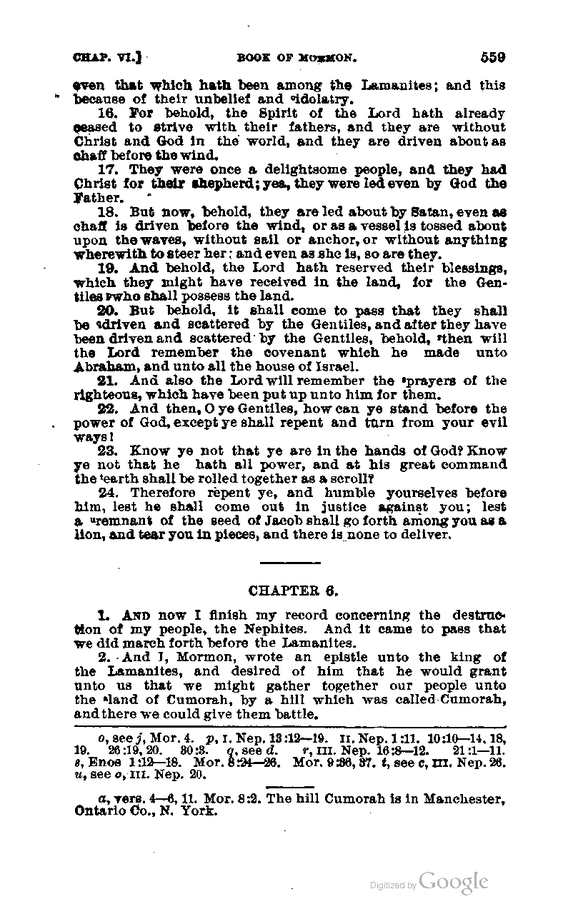 CHAP. VI.] BOOK OF MORMON. 559
even that which hath been among the Lamanites; and this
because of their unbelief and ᵒidolatry.
16. For behold, the Spirit of the Lord hath already
ceased to strive with their fathers, and they are without
Christ and God in the world, and they are driven about as
chaff before the wind.
17. They were once a delightsome people, and they had
Christ for their shepherd; yea, they were led even by God the
Father.
18. But now, behold, they are led about by Satan, even as
chaff is driven before the wind, or as a vessel is tossed about
upon the waves, without sail or anchor, or without anything
wherewith to steer her: and even as she is, so are they.
19. And behold, the Lord hath reserved their blessings,
which they might have received in the land, for the Gen-
tiles ᵖwho shall possess the land.
20. But behold, it shall come to pass that they shall
be ᑫdriven and scattered by the Gentiles, and after they have
been driven and scattered by the Gentiles, behold, ʳthen will
the Lord remember the covenant which he made unto
Abraham, and unto all the house of Israel.
21. And also the Lord will remember the ˢprayers of the
righteous, which have been put up unto him for them.
22. And then, O ye Gentiles, how can ye stand before the
power of God, except ye shall repent and turn from your evil
ways!
23. Know ye not that ye are in the hands of God? Know
ye not that he hath all power, and at his great command
the ᵗearth shall be rolled together as a scroll?
24. Therefore repent ye, and humble yourselves before
him, lest he shall come out in justice against you; lest
a ᵘremnant of the seed of Jacob shall go forth among you as a
lion, and tear you in pieces, and there is none to deliver.
CHAPTER 6.
1. AND now I finish my record concerning the destruc-
tion of my people, the Nephites. And it came to pass that
we did march forth before the Lamanites.
2. And I, Mormon, wrote an epistle unto the king of
the Lamanites, and desired of him that he would grant
unto us that we might gather together our people unto
the ᵃland of Cumorah, by a hill which was called Cumorah,
and there we could give them battle.
o, see j, Mor. 4. p, I. Nep. 13:12—19. II. Nep. 1:11. 10:10—14, 18,
19. 26:19, 20. 30:3. q, see d. r, III. Nep. 16:8—12. 21:1—11.
s, Enos 1:12—18. Mor. 8:24—26. Mor. 9:36, 37. t, see c, III. Nep. 26.
u, see o, III. Nep. 20.
a, vers. 4—6, 11. Mor. 8:2. The hill Cumorah is in Manchester,
Ontario Co., N. York.
Digitized by Google